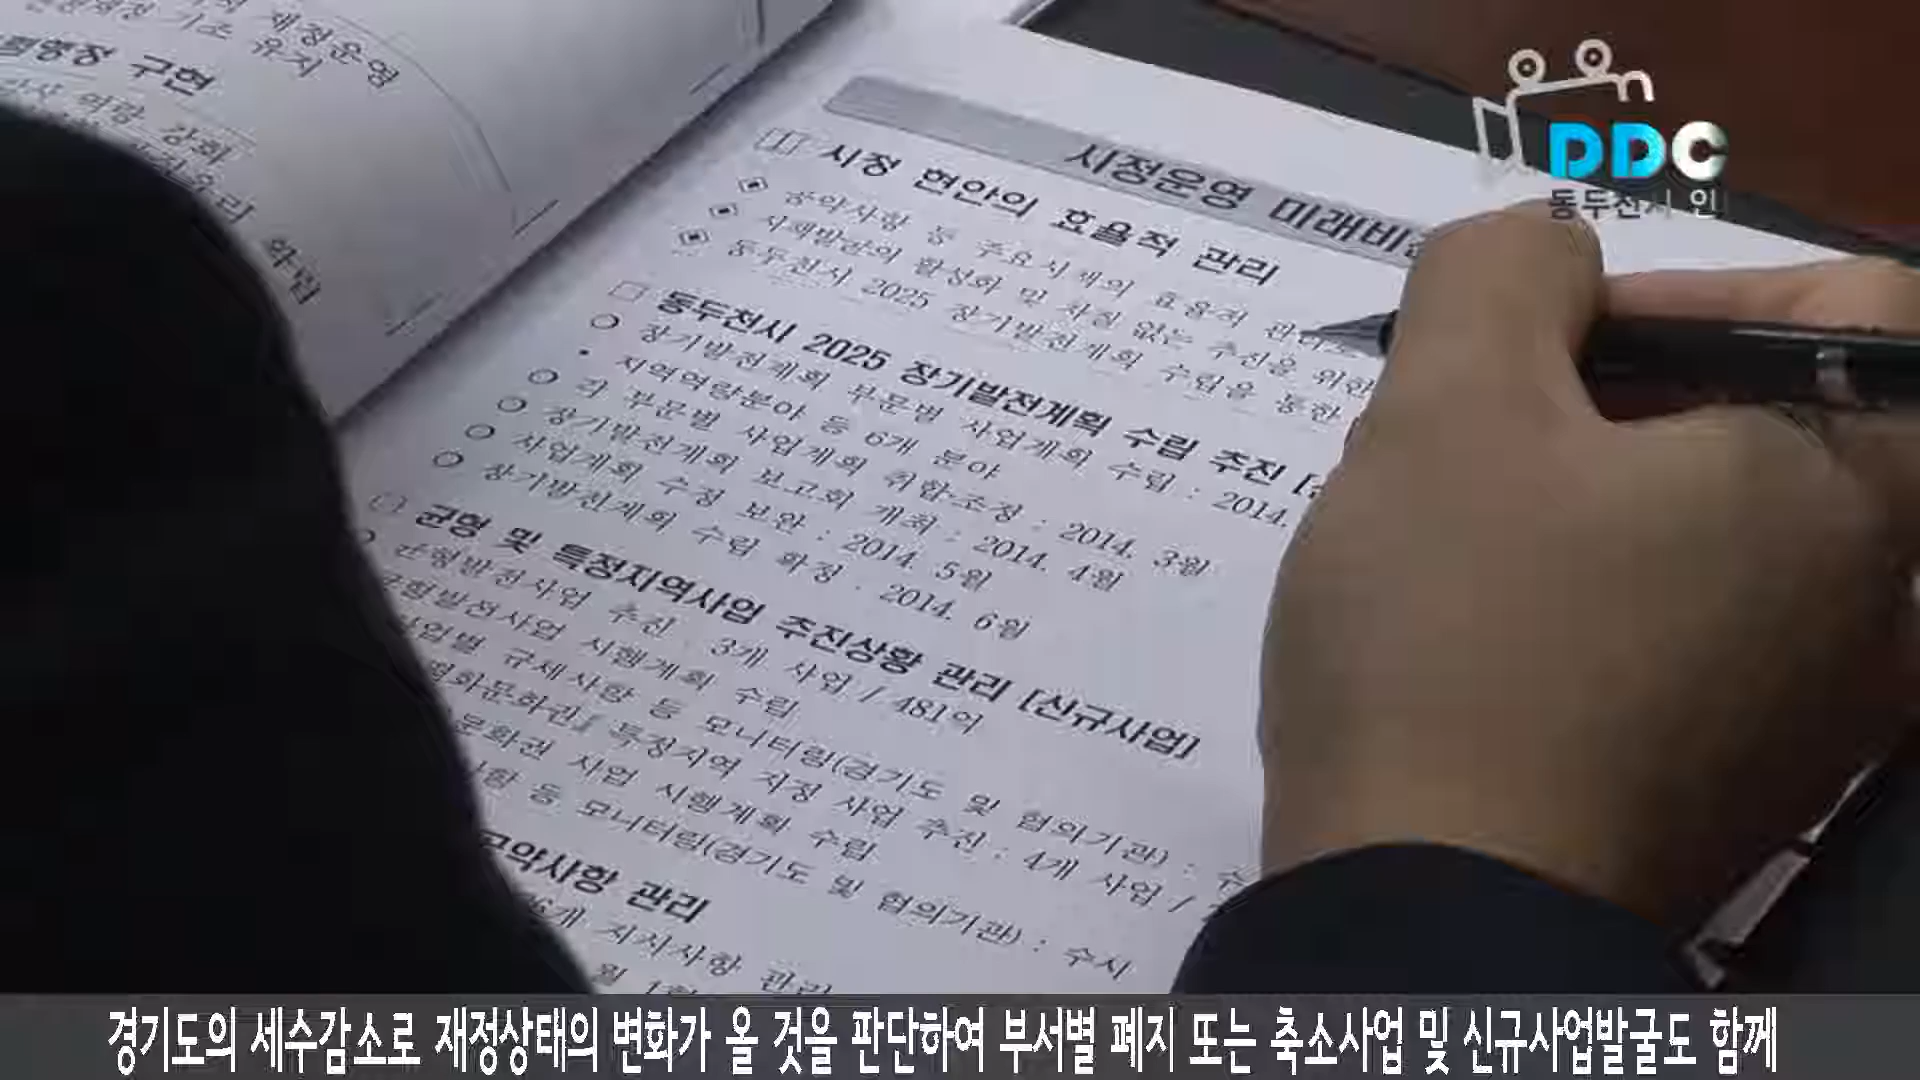 재정운영
기조 유지
구현
역량 강화
확립
DDC
동두천시 인
시정운영 미래비
시정 현안의 효율적 관리
공약사항 등 주요시책의 효율적
시책발굴의 활성화 및 차질 없는 추진을 위한
동두천시 2025 장기발전계획 수립을 통한
□ 동두천시 2025 장기발전계획 수립 추진
○ 장기발전계획 부문별 사업계획 수립 : 2014.
• 지역역량분야 등 6개 분야
○ 각 부문별 사업계획 취합·조정 : 2014. 3월
○ 장기발전계획 보고회 개최 : 2014. 4월
○ 사업계획 수정 보완 : 2014. 5월
○ 장기발전계획 수립 확정 : 2014. 6월
□ 균형 및 특정지역사업 추진상황 관리 [신규사업]
균형발전사업 추진 : 3개 사업 / 481억
균형발전사업 시행계획 수립
사업별 규제사항 등 모니터링(경기도 및 협의기관) : 수
평화문화권』 특정지역 지정 사업 추진 : 4개 사업 /
문화권 사업 시행계획 수립
사항 등 모니터링(경기도 및 협의기관) : 수시
공약사항 관리
지시사항 관리
경기도의 세수감소로 재정상태의 변화가 올 것을 판단하여 부서별 폐지 또는 축소사업 및 신규사업발굴도 함께